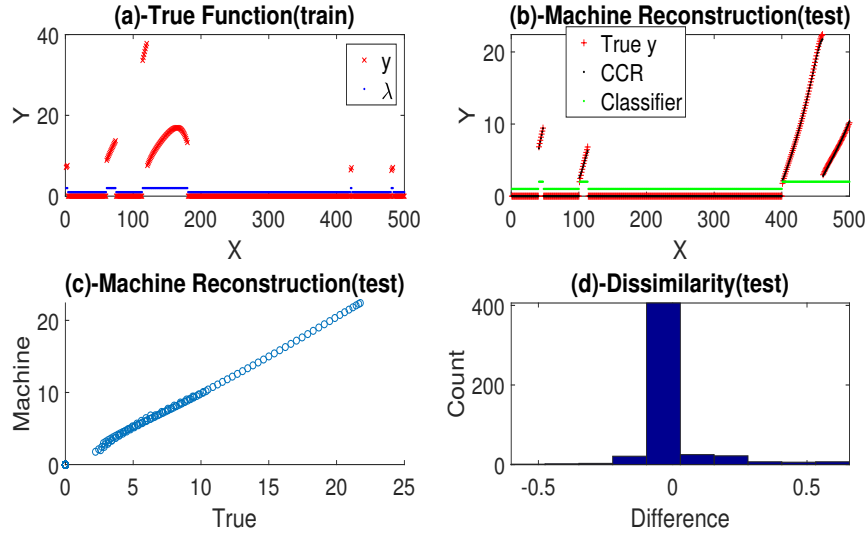 (a)-True Function(train)
40
20
0
0 100 200 300 400 500
Y
X
y
λ
(b)-Machine Reconstruction(test)
20
10
0
0 100 200 300 400 500
Y
X
True y
CCR
Classifier
(c)-Machine Reconstruction(test)
20
10
0
0 5 10 15 20 25
Machine
True
(d)-Dissimilarity(test)
400
200
0
-0.5 0 0.5
Count
Difference